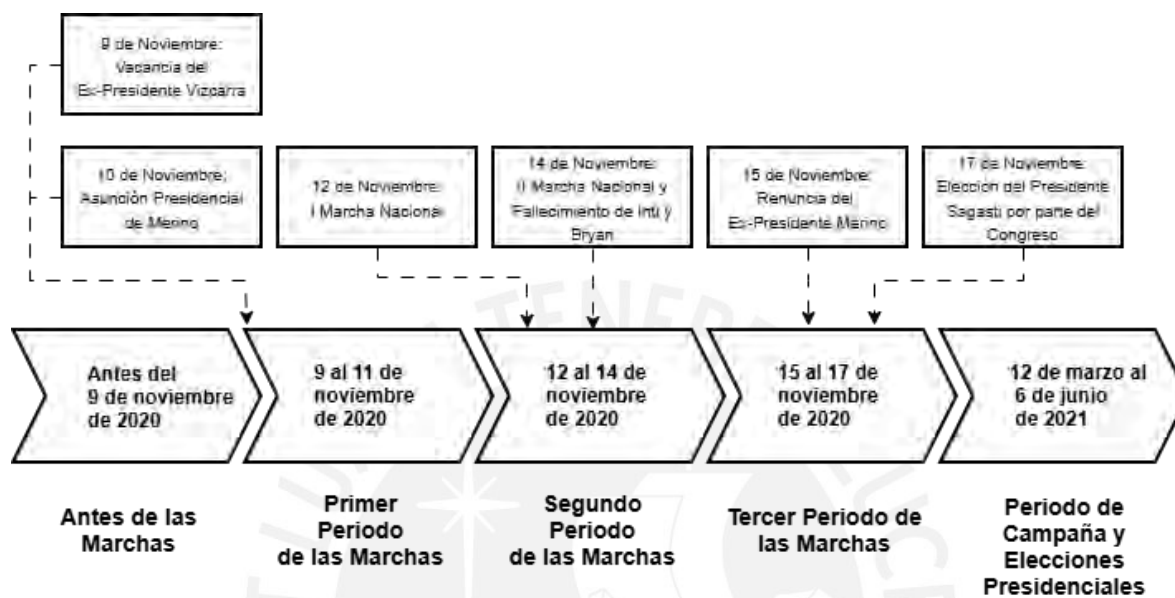 9 de Noviembre:
Vacancia del
Ex-Presidente Vizcarra
10 de Noviembre:
Asunción Presidencial
de Merino
12 de Noviembre:
I Marcha Nacional
14 de Noviembre:
II Marcha Nacional y
Fallecimiento de Inti y
Bryan
15 de Noviembre:
Renuncia del
Ex-Presidente Merino
17 de Noviembre:
Elección del Presidente
Sagasti por parte del
Congreso
Antes del
9 de noviembre
de 2020
9 al 11 de
noviembre
de 2020
12 al 14 de
noviembre
de 2020
15 al 17 de
noviembre
de 2020
12 de marzo al
6 de junio
de 2021
Antes de las
Marchas
Primer
Periodo
de las Marchas
Segundo
Periodo
de las Marchas
Tercer Periodo de
las Marchas
Periodo de
Campaña y
Elecciones
Presidenciales